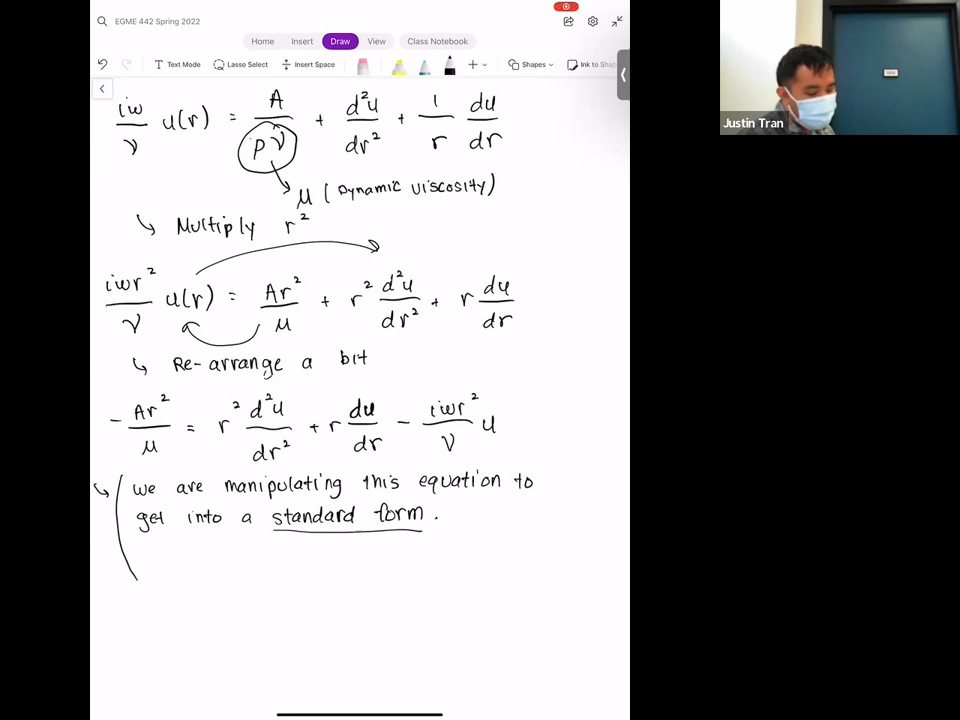 EGME 442 Spring 2022
Home Insert Draw View Class Notebook
Text Mode Lasso Select Insert Space Shapes Ink to Shap
iω/ν u(r) = A/ρν + d²u/dr² + 1/r du/dr
μ (Dynamic viscosity)
↳ Multiply r²
iωr²/ν u(r) = Ar²/μ + r² d²u/dr² + r du/dr
↳ Re-arrange a bit
- Ar²/μ = r² d²u/dr² + r du/dr - iωr²/ν u
↳ we are manipulating this equation to
get into a standard form.
Justin Tran